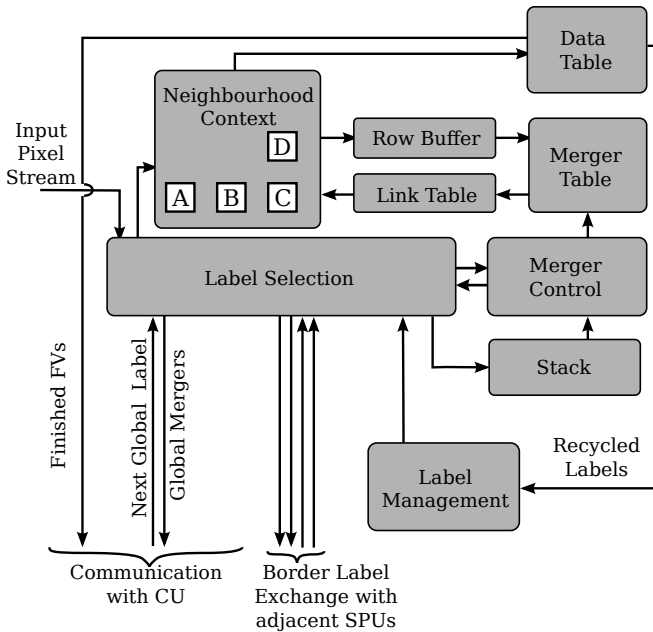 Data
Table
Neighbourhood
Context
D
A
B
C
Input
Pixel
Stream
Row Buffer
Link Table
Merger
Table
Label Selection
Merger
Control
Stack
Label
Management
Recycled
Labels
Finished FVs
Next Global Label
Global Mergers
Communication
with CU
Border Label
Exchange with
adjacent SPUs